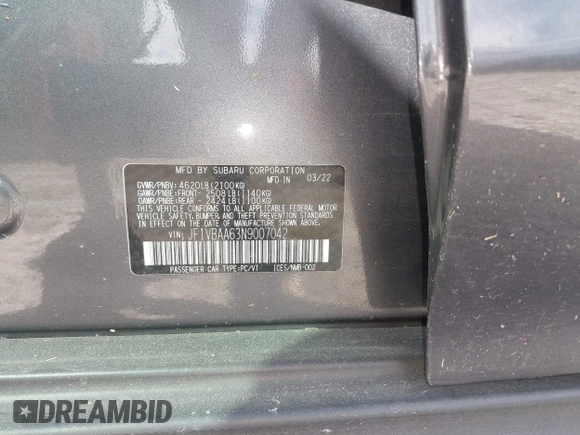 MFD BY SUBARU CORPORATION
MFD IN 03/22
GVWR/PNBV: 4620LB(2100KG)
GAWR/PNBE:FRONT- 2508LB(1140KG)
GAWR/PNBE:REAR - 2424LB(1100KG)
THIS VEHICLE CONFORMS TO ALL APPLICABLE FEDERAL MOTOR
VEHICLE SAFETY, BUMPER, AND THEFT PREVENTION STANDARDS
IN EFFECT ON THE DATE OF MANUFACTURE SHOWN ABOVE.
VIN: JF1VBAA63N9007042
PASSENGER CAR TYPE:PC/VT ICES/NMB-002
DREAMBID